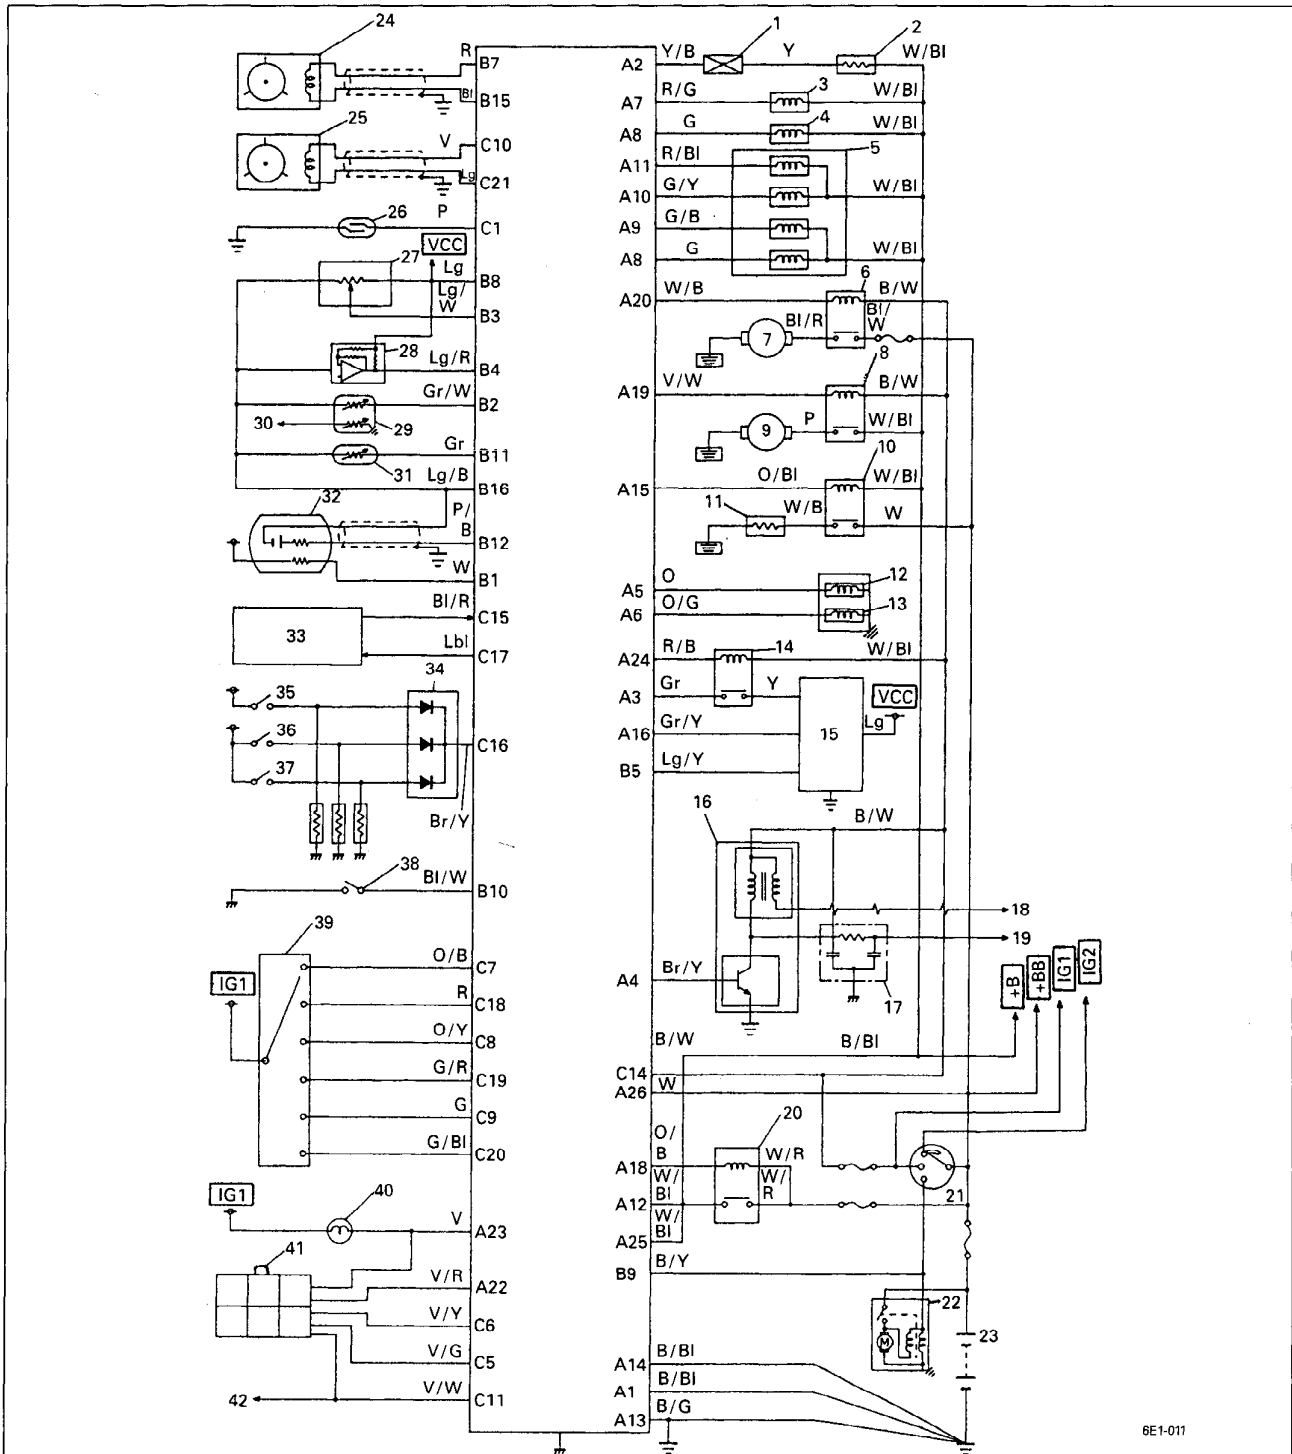 24
R
B7
Bl
B15
25
V
C10
Lg
C21
P
26
C1
VCC
27
Lg
B8
Lg/
W
B3
28
Lg/R
B4
Gr/W
B2
30
29
Gr
B11
31
Lg/B
B16
32
P/
B
B12
W
B1
Bl/R
C15
33
Lbl
C17
34
35
36
C16
37
Br/Y
38
Bl/W
B10
39
O/B
C7
IG1
R
C18
O/Y
C8
G/R
C19
G
C9
G/Bl
C20
IG1
40
V
A23
41
V/R
A22
V/Y
C6
V/G
C5
V/W
42
C11
1
2
A2
Y/B
Y
W/Bl
A7
R/G
3
W/Bl
A8
G
4
W/Bl
5
A11
R/Bl
A10
G/Y
W/Bl
A9
G/B
A8
G
W/Bl
6
A20
W/B
B/W
Bl/
W
Bl/R
7
8
A19
V/W
B/W
9
P
W/Bl
10
A15
O/Bl
W/Bl
11
W/B
W
A5
O
12
A6
O/G
13
A24
R/B
14
W/Bl
A3
Gr
Y
VCC
A16
Gr/Y
15
Lg
B5
Lg/Y
16
B/W
18
19
A4
Br/Y
17
+B
+BB
IG1
IG2
B/W
B/Bl
C14
A26
W
20
O/
B
W/R
A18
W/
Bl
W/
R
A12
W/
Bl
21
A25
B/Y
B9
22
M
23
A14
B/Bl
A1
B/Bl
A13
B/G
6E1-011